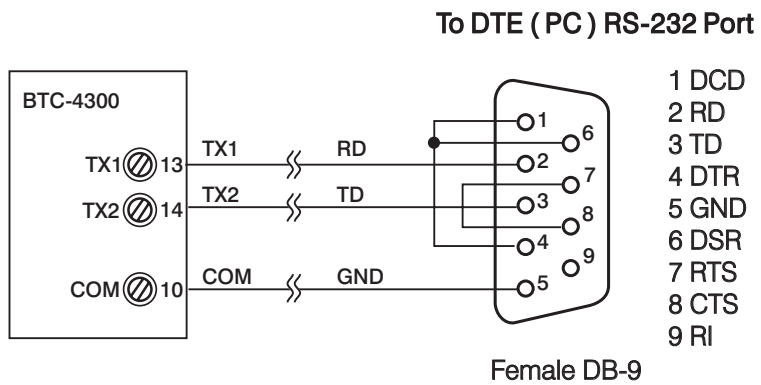 To DTE ( PC ) RS-232 Port
BTC-4300
TX1 13 TX1 RD
TX2 14 TX2 TD
COM 10 COM GND
1
6
2
7
3
8
4
9
5
1 DCD
2 RD
3 TD
4 DTR
5 GND
6 DSR
7 RTS
8 CTS
9 RI
Female DB-9